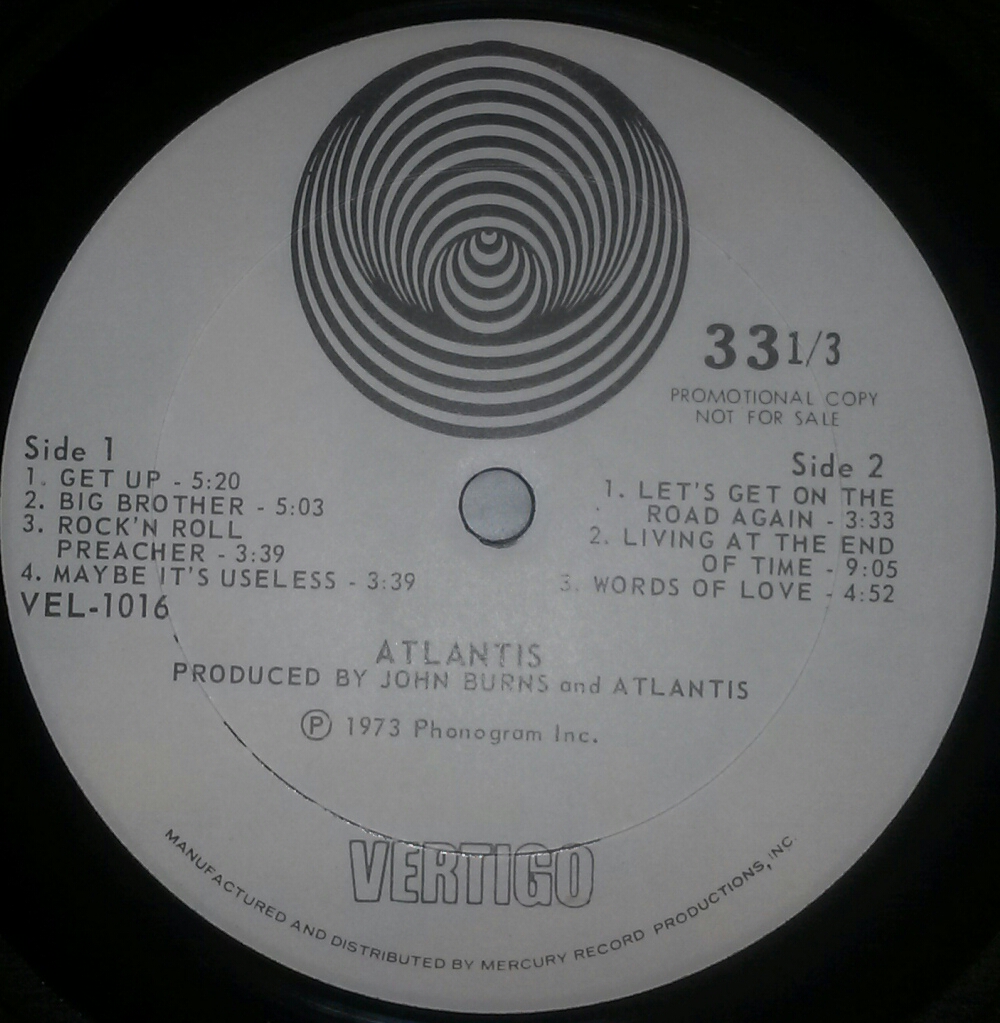 33 1/3
PROMOTIONAL COPY
NOT FOR SALE
Side 1
1. GET UP - 5:20
2. BIG BROTHER - 5:03
3. ROCK'N ROLL
PREACHER - 3:39
4. MAYBE IT'S USELESS - 3:39
VEL-1016
Side 2
1. LET'S GET ON THE
ROAD AGAIN - 3:33
2. LIVING AT THE END
OF TIME - 9:05
3. WORDS OF LOVE - 4:52
ATLANTIS
PRODUCED BY JOHN BURNS and ATLANTIS
Ⓟ 1973 Phonogram Inc.
VERTIGO
MANUFACTURED AND DISTRIBUTED BY MERCURY RECORD PRODUCTIONS, INC.